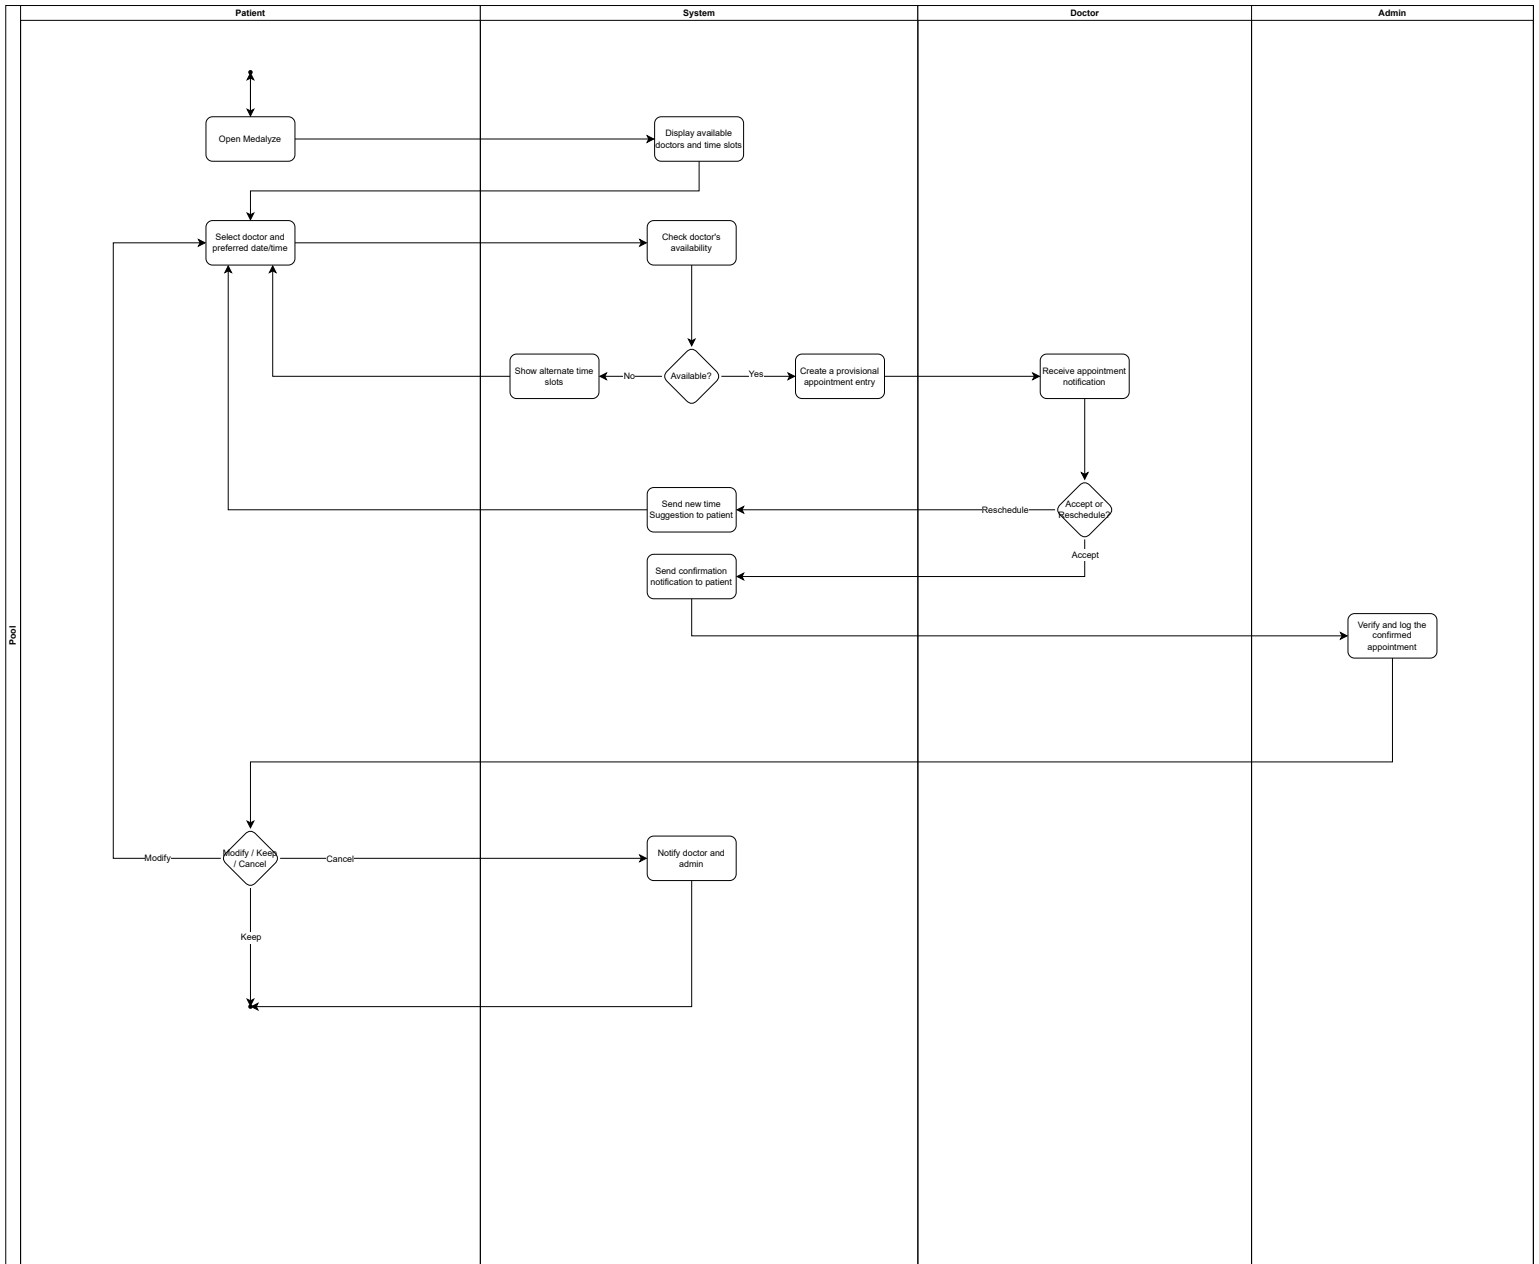 Patient
System
Doctor
Admin
Pool
Open Medalyze
Display available
doctors and time slots
Select doctor and
preferred date/time
Check doctor's
availability
Show alternate time
slots
No
Available?
Yes
Create a provisional
appointment entry
Receive appointment
notification
Send new time
Suggestion to patient
Reschedule
Accept or
Reschedule?
Accept
Send confirmation
notification to patient
Verify and log the
confirmed
appointment
Modify
Modify / Keep
/ Cancel
Cancel
Notify doctor and
admin
Keep